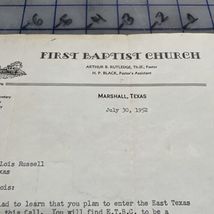 6 5 4 3 2
FIRST BAPTIST CHURCH
ARTHUR B. RUTLEDGE, Th.D., Pastor
H. P. BLACK, Pastor's Assistant
MARSHALL, TEXAS
July 30, 1952
Lois Russell
xas
ois:
ad to learn that you plan to enter the East Texas
this fall. You will find E.T.B.C. to be a